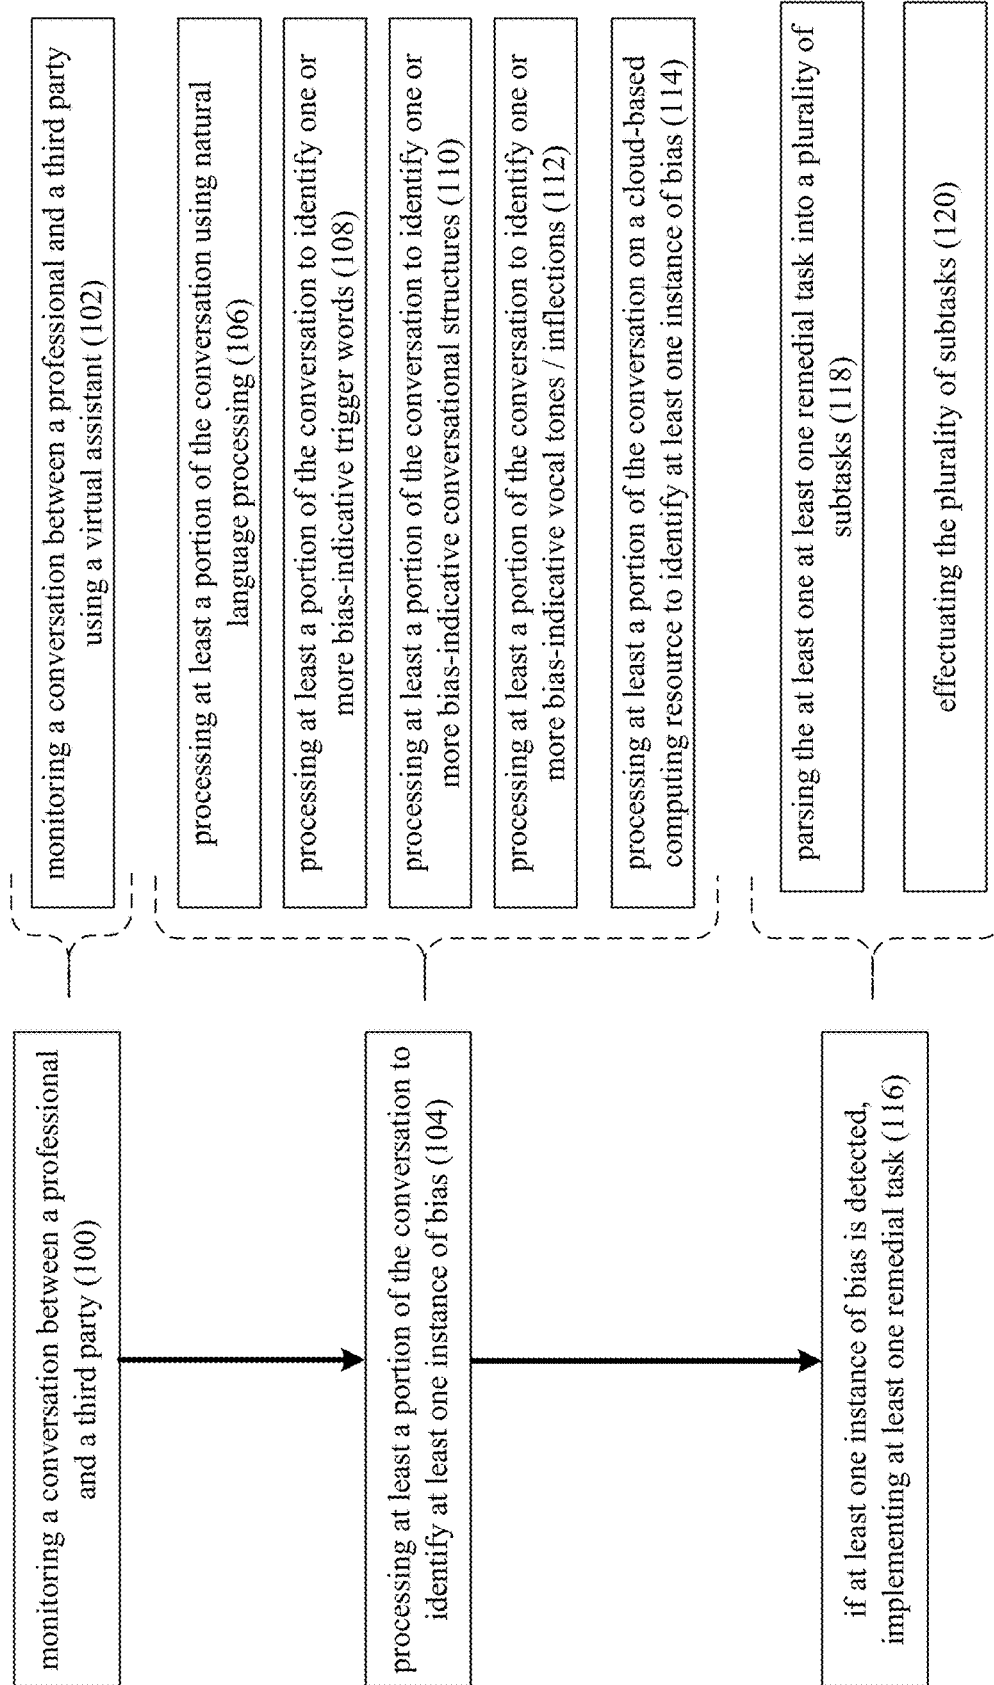 monitoring a conversation between a professional
and a third party (100)
monitoring a conversation between a professional and a third party
using a virtual assistant (102)
processing at least a portion of the conversation to
identify at least one instance of bias (104)
processing at least a portion of the conversation using natural
language processing (106)
processing at least a portion of the conversation to identify one or
more bias-indicative trigger words (108)
processing at least a portion of the conversation to identify one or
more bias-indicative conversational structures (110)
processing at least a portion of the conversation to identify one or
more bias-indicative vocal tones / inflections (112)
processing at least a portion of the conversation on a cloud-based
computing resource to identify at least one instance of bias (114)
if at least one instance of bias is detected,
implementing at least one remedial task (116)
parsing the at least one at least one remedial task into a plurality of
subtasks (118)
effectuating the plurality of subtasks (120)